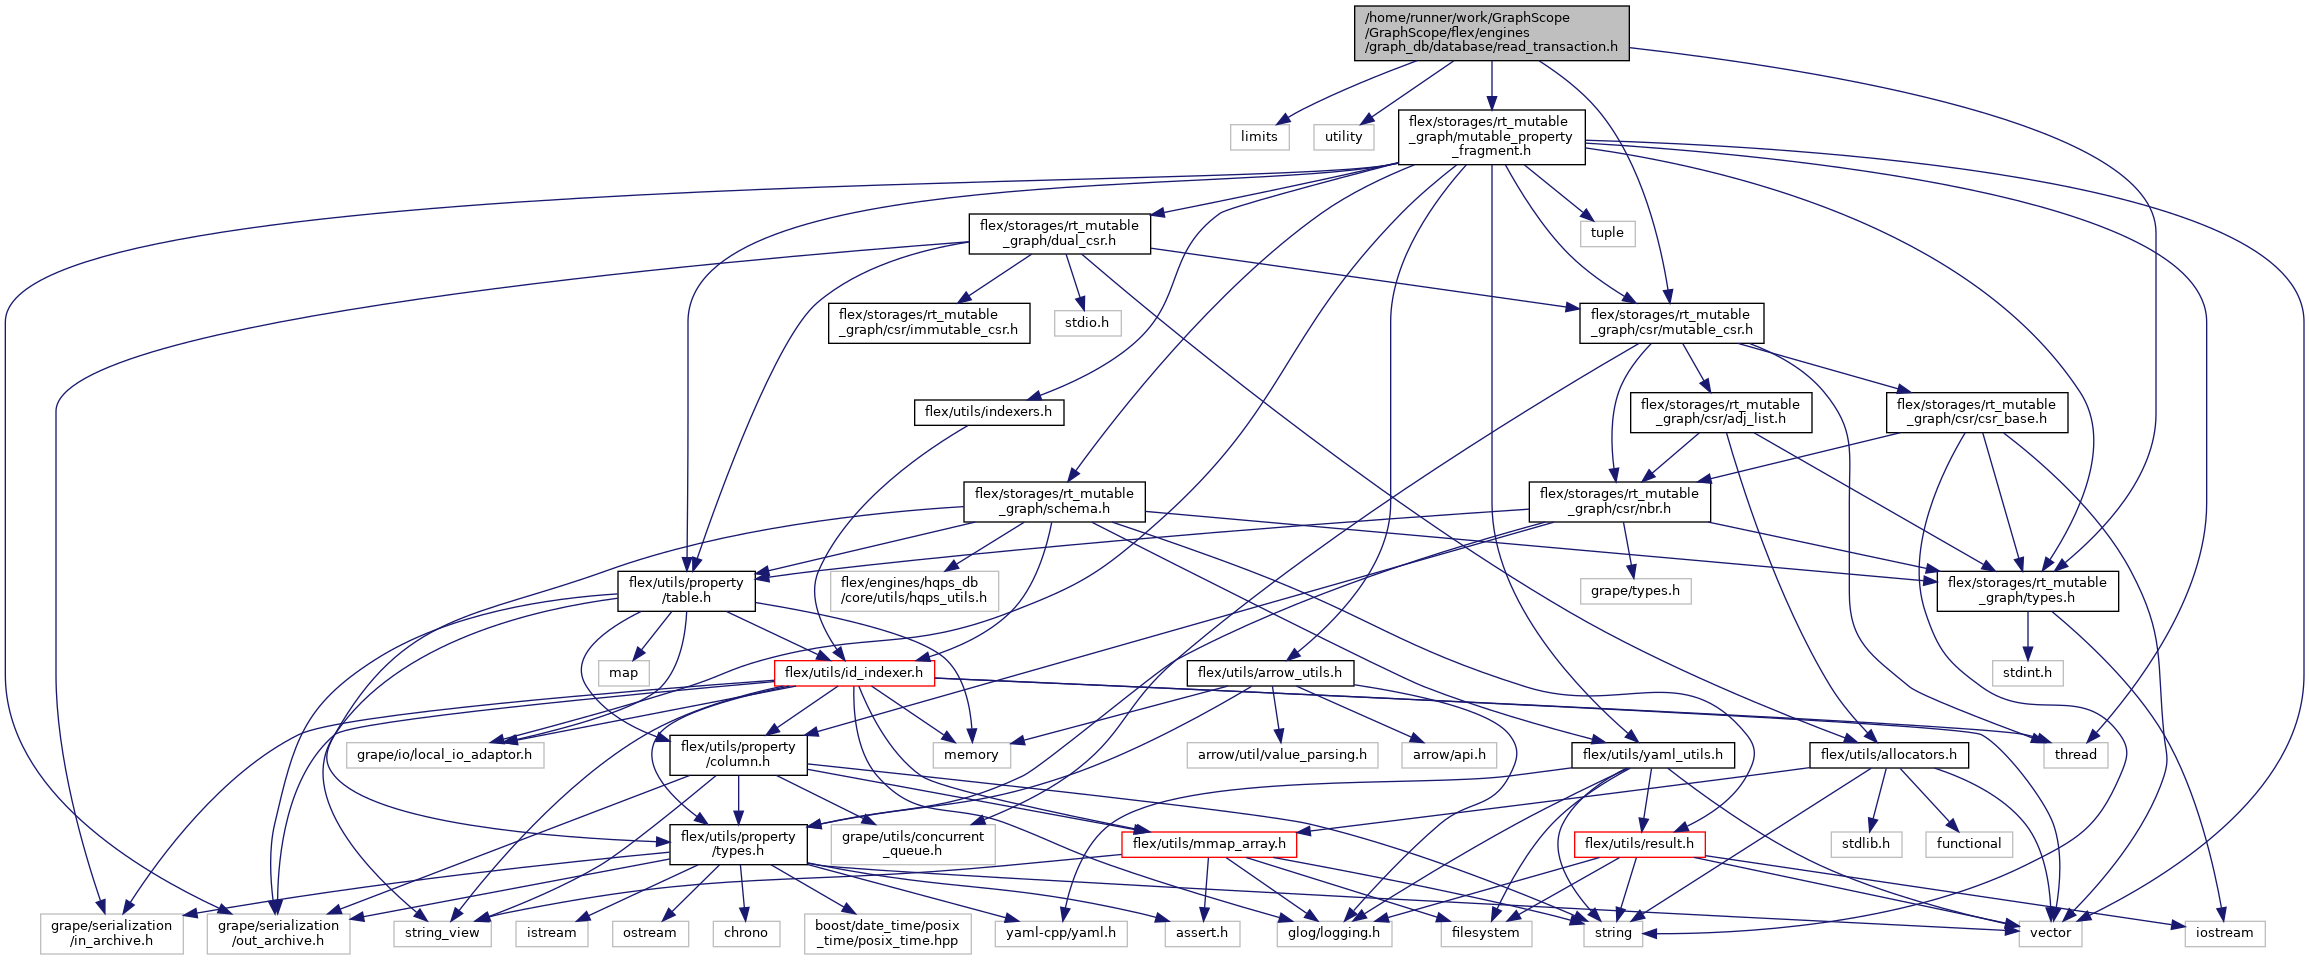 /home/runner/work/GraphScope
/GraphScope/flex/engines
/graph_db/database/read_transaction.h
limits
utility
flex/storages/rt_mutable
_graph/mutable_property
_fragment.h
flex/storages/rt_mutable
_graph/dual_csr.h
tuple
flex/storages/rt_mutable
_graph/csr/immutable_csr.h
stdio.h
flex/storages/rt_mutable
_graph/csr/mutable_csr.h
flex/utils/indexers.h
flex/storages/rt_mutable
_graph/csr/adj_list.h
flex/storages/rt_mutable
_graph/csr/csr_base.h
flex/storages/rt_mutable
_graph/schema.h
flex/storages/rt_mutable
_graph/csr/nbr.h
flex/utils/property
/table.h
flex/engines/hqps_db
/core/utils/hqps_utils.h
grape/types.h
flex/storages/rt_mutable
_graph/types.h
map
flex/utils/id_indexer.h
flex/utils/arrow_utils.h
stdint.h
grape/io/local_io_adaptor.h
flex/utils/property
/column.h
memory
arrow/util/value_parsing.h
arrow/api.h
flex/utils/yaml_utils.h
flex/utils/allocators.h
thread
flex/utils/property
/types.h
grape/utils/concurrent
_queue.h
flex/utils/mmap_array.h
flex/utils/result.h
stdlib.h
functional
grape/serialization
/in_archive.h
grape/serialization
/out_archive.h
string_view
istream
ostream
chrono
boost/date_time/posix
_time/posix_time.hpp
yaml-cpp/yaml.h
assert.h
glog/logging.h
filesystem
string
vector
iostream